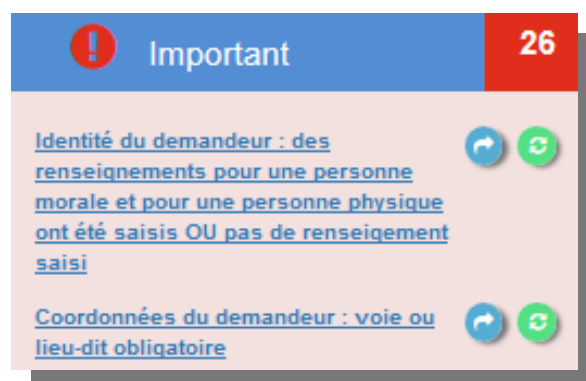 Important
26
Identité du demandeur : des
renseignements pour une personne
morale et pour une personne physique
ont été saisis OU pas de renseigement
saisi
Coordonnées du demandeur : voie ou
lieu-dit obligatoire